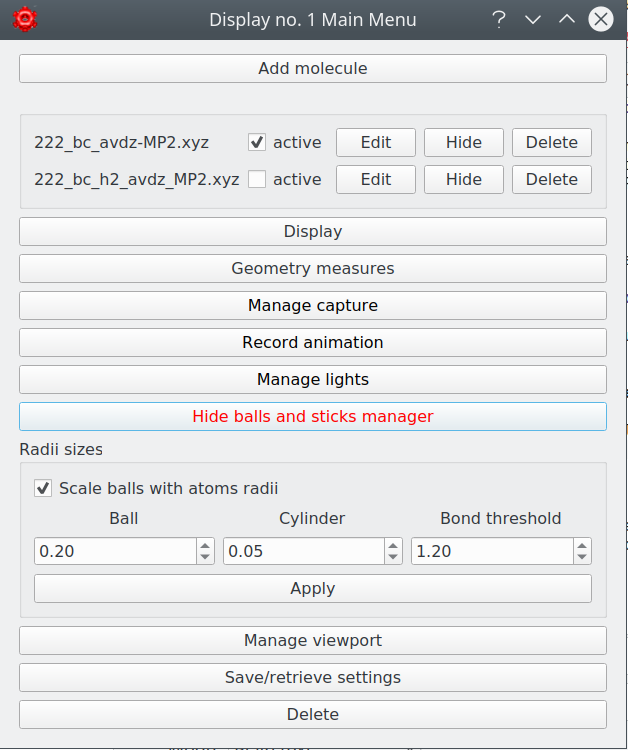 Display no. 1 Main Menu ?
Add molecule
222_bc_avdz-MP2.xyz active Edit Hide Delete
222_bc_h2_avdz_MP2.xyz active Edit Hide Delete
Display
Geometry measures
Manage capture
Record animation
Manage lights
Hide balls and sticks manager
Radii sizes
Scale balls with atoms radii
Ball Cylinder Bond threshold
0.20 0.05 1.20
Apply
Manage viewport
Save/retrieve settings
Delete